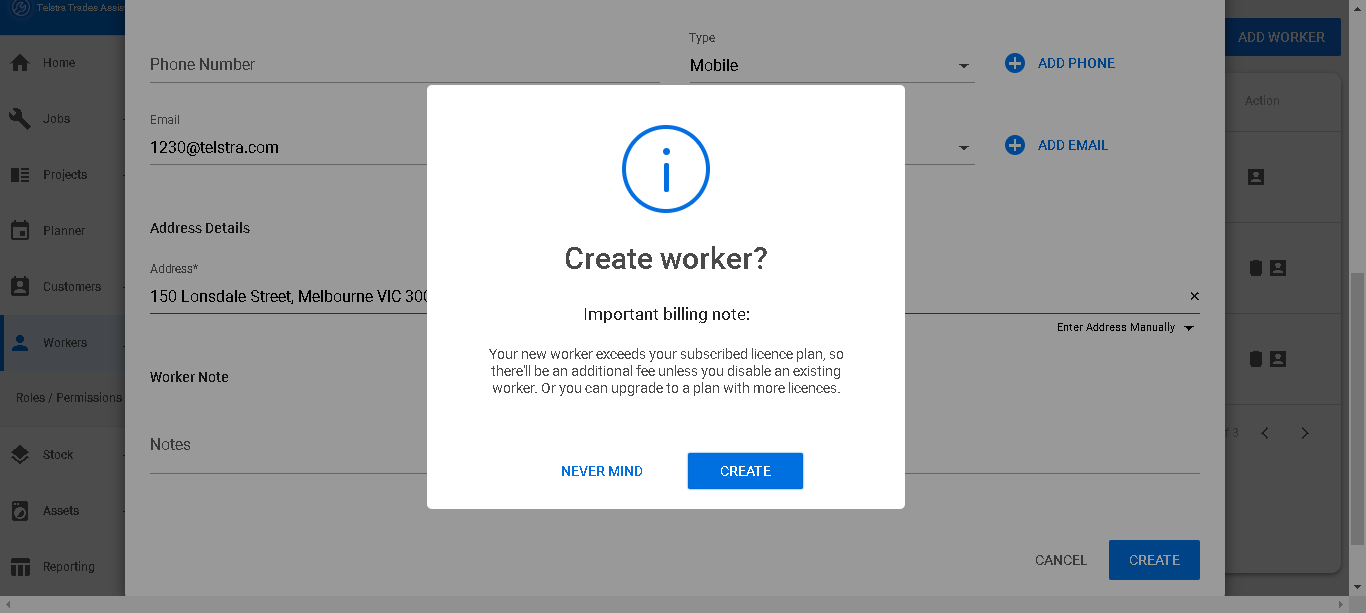 Telstra Trades Assis
Home
Jobs
Projects
Planner
Customers
Workers
Roles / Permissions
Stock
Assets
Reporting
Phone Number
Type
Mobile
ADD PHONE
Email
1230@telstra.com
ADD EMAIL
Address Details
Address*
150 Lonsdale Street, Melbourne VIC 300
Enter Address Manually
Worker Note
Notes
CANCEL
CREATE
Create worker?
Important billing note:
Your new worker exceeds your subscribed licence plan, so
there'll be an additional fee unless you disable an existing
worker. Or you can upgrade to a plan with more licences.
NEVER MIND
CREATE
ADD WORKER
Action
of 3